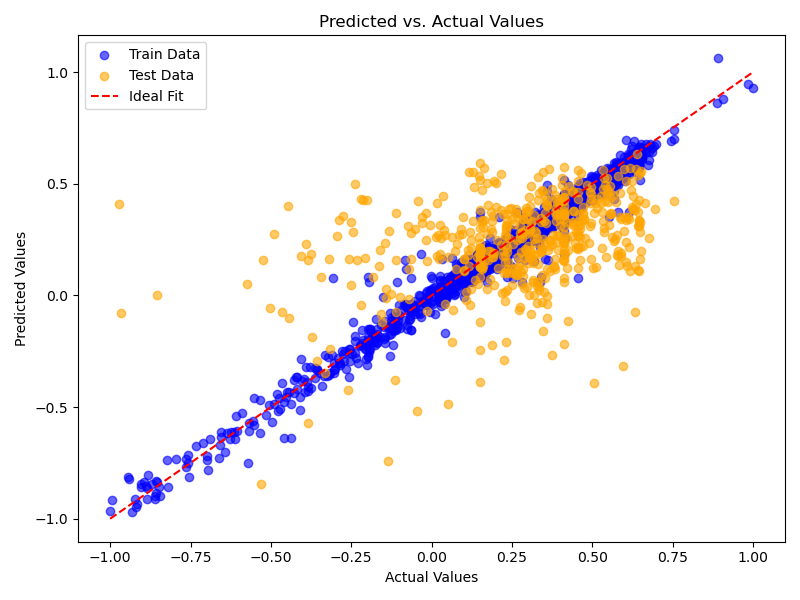 Predicted vs. Actual Values
Train Data
Test Data
Ideal Fit
Predicted Values
1.0
0.5
0.0
−0.5
−1.0
−1.00 −0.75 −0.50 −0.25 0.00 0.25 0.50 0.75 1.00
Actual Values